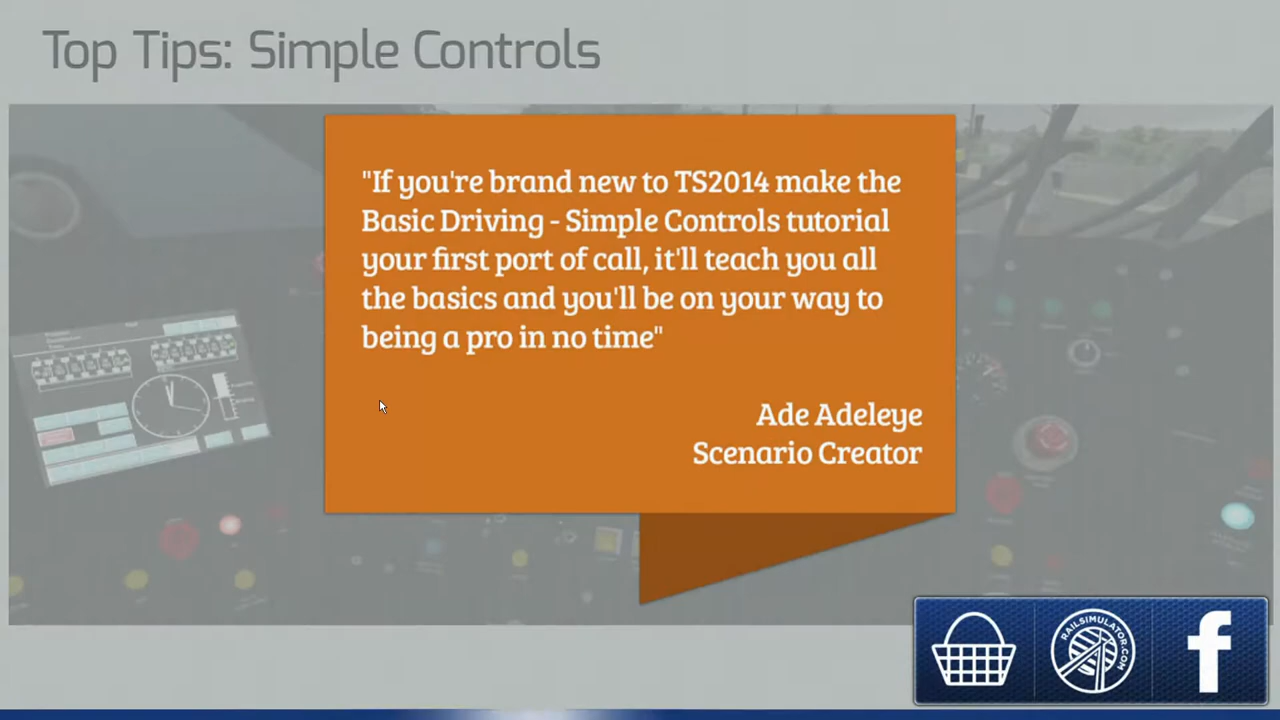 Top Tips: Simple Controls
"If you're brand new to TS2014 make the
Basic Driving - Simple Controls tutorial
your first port of call, it'll teach you all
the basics and you'll be on your way to
being a pro in no time"
Ade Adeleye
Scenario Creator
RAILSIMULATOR.COM